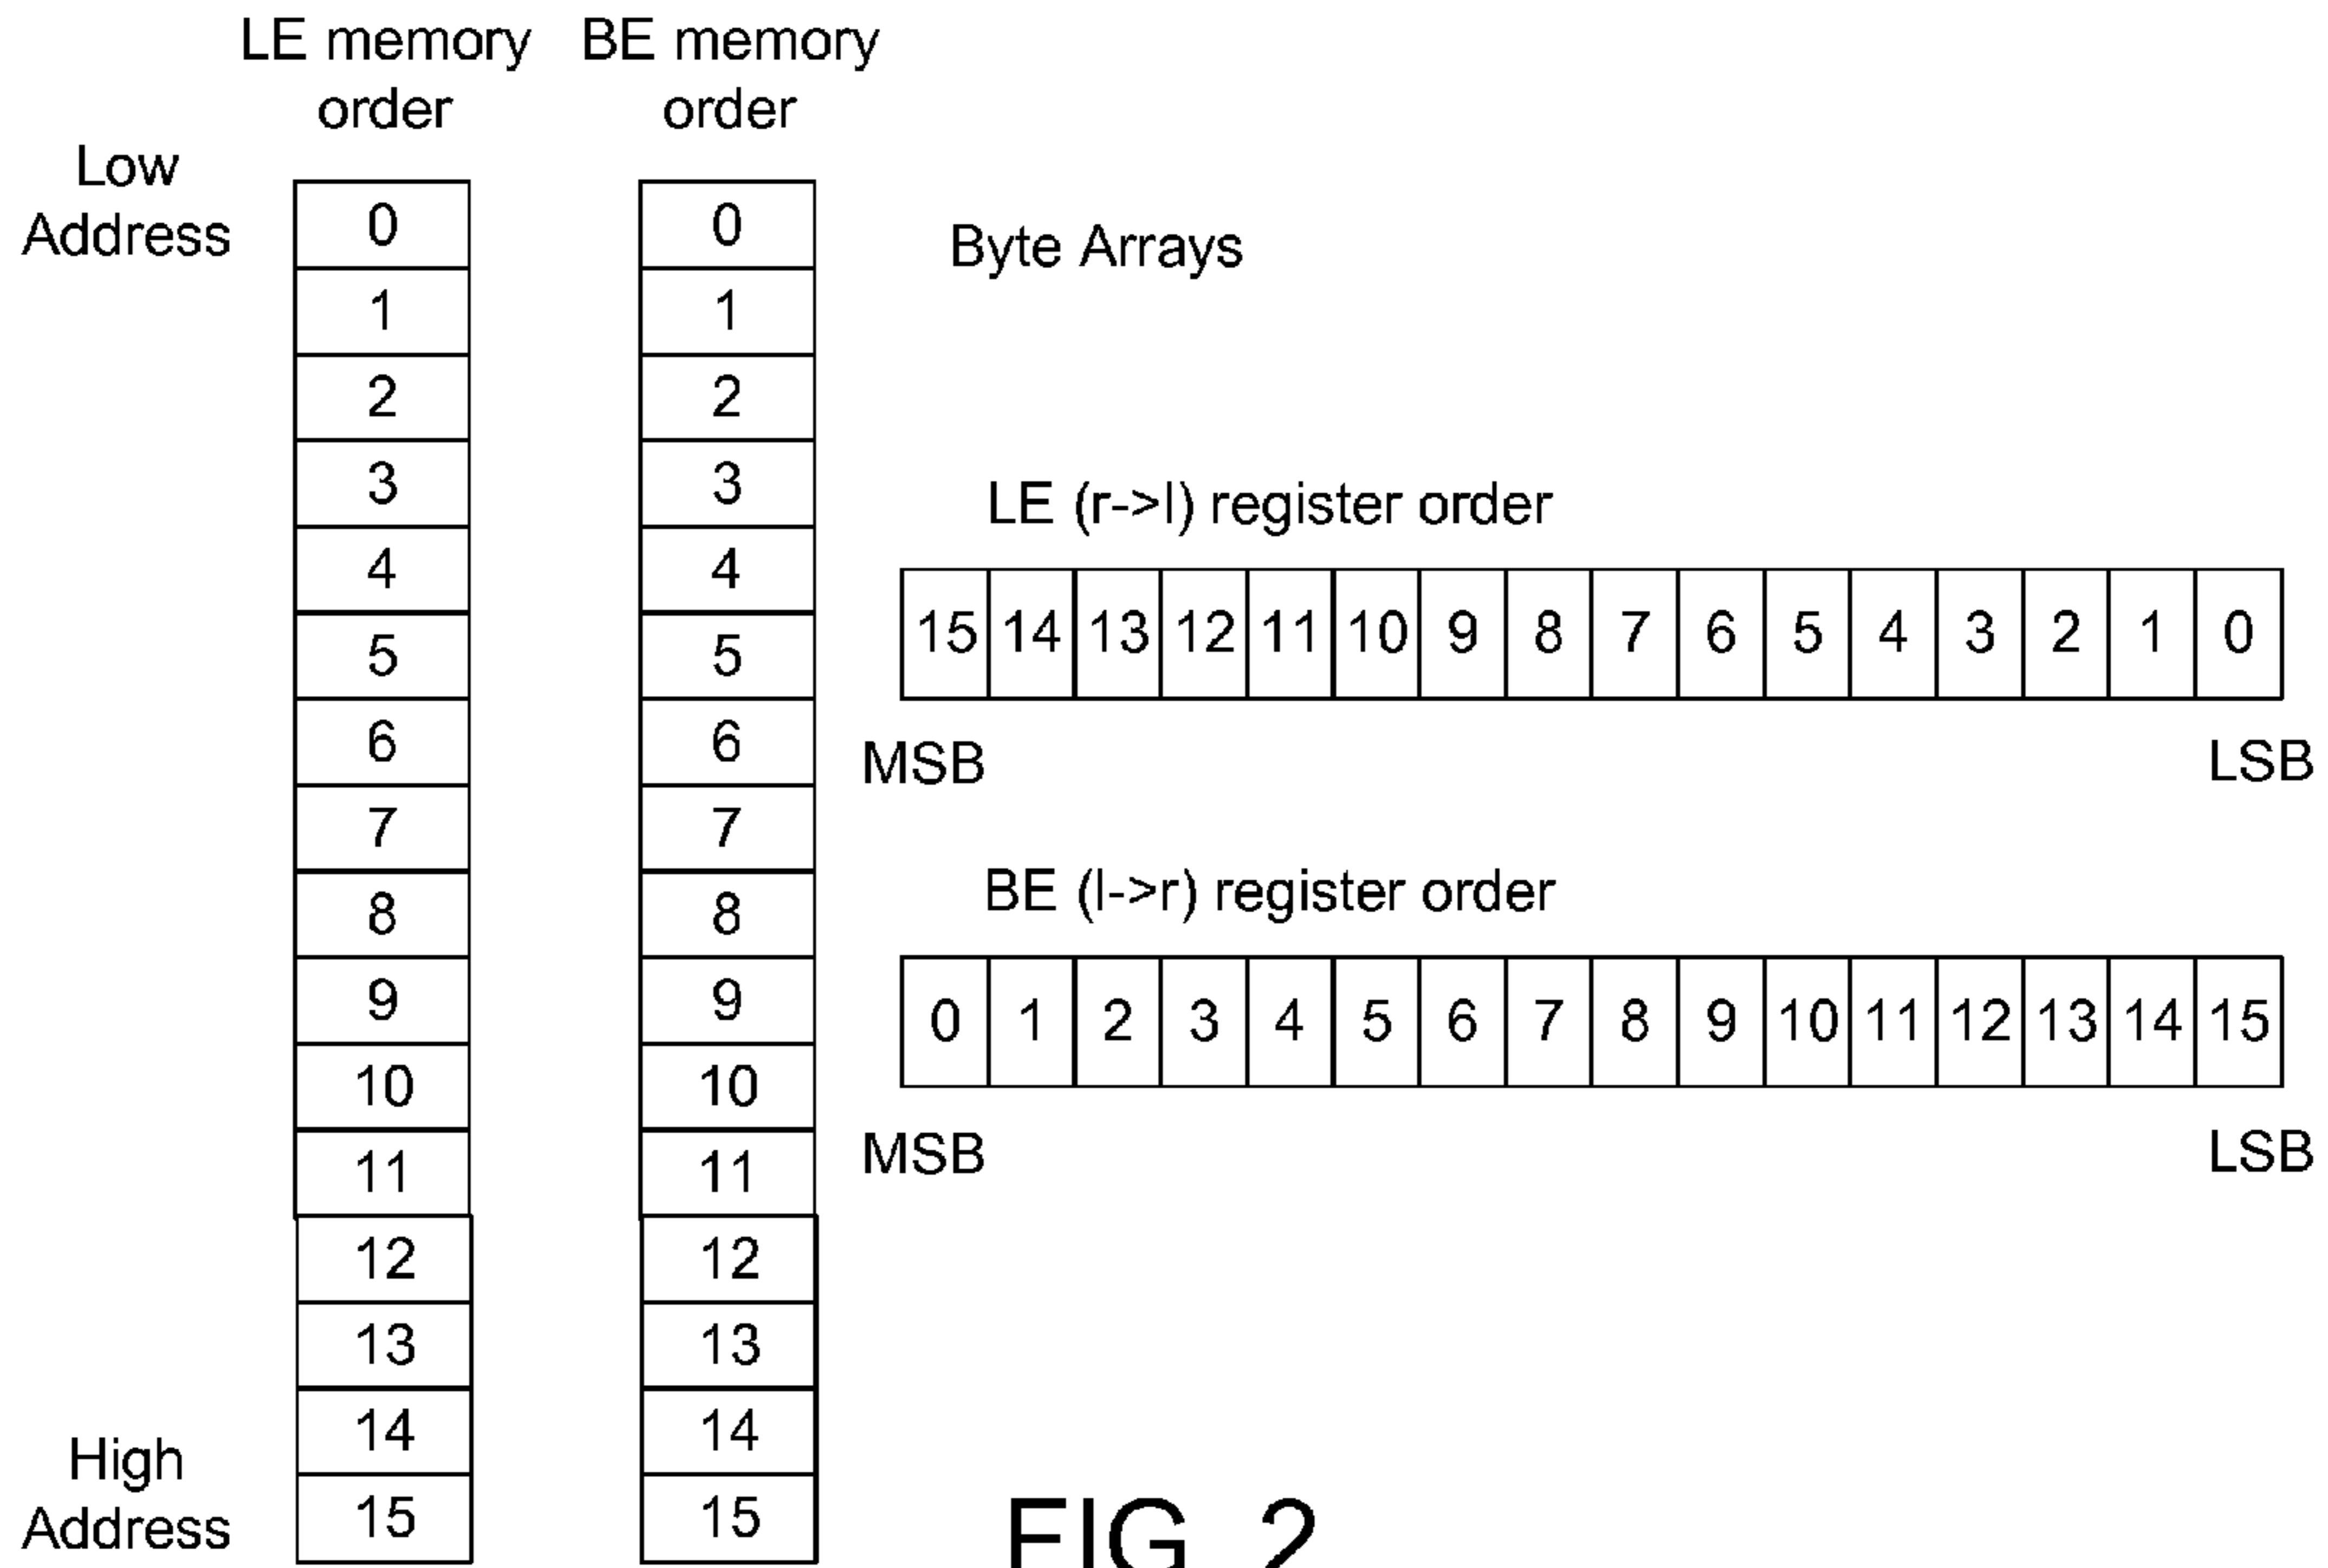 LE memory order
BE memory order
Low Address
0 0
Byte Arrays
1 1
2 2
3 3
LE (r->l) register order
4 4
15 14 13 12 11 10 9 8 7 6 5 4 3 2 1 0
5 5
6 6
MSB LSB
7 7
BE (l->r) register order
8 8
9 9
0 1 2 3 4 5 6 7 8 9 10 11 12 13 14 15
10 10
11 11
MSB LSB
12 12
13 13
14 14
High Address
15 15
FIG. 2